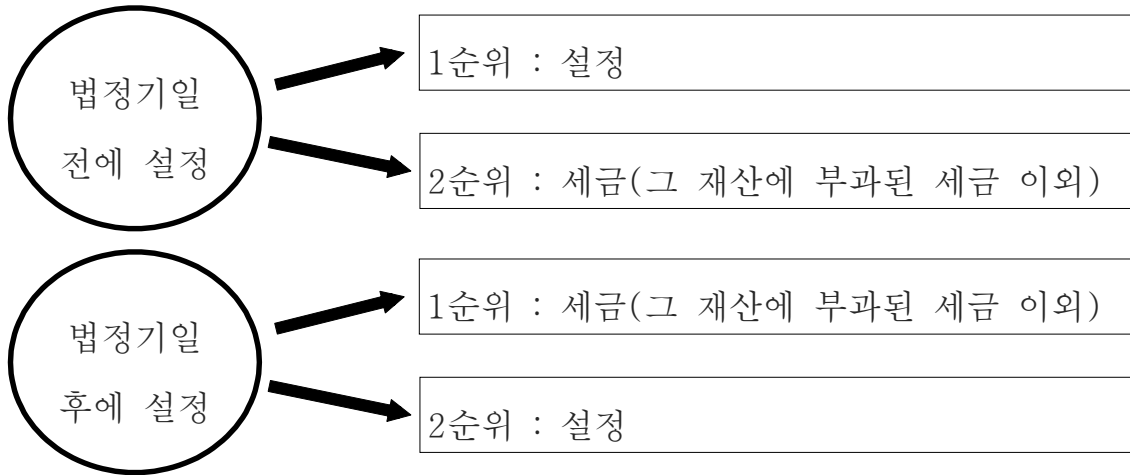 법정기일
전에 설정
1순위 : 설정
2순위 : 세금(그 재산에 부과된 세금 이외)
법정기일
후에 설정
1순위 : 세금(그 재산에 부과된 세금 이외)
2순위 : 설정